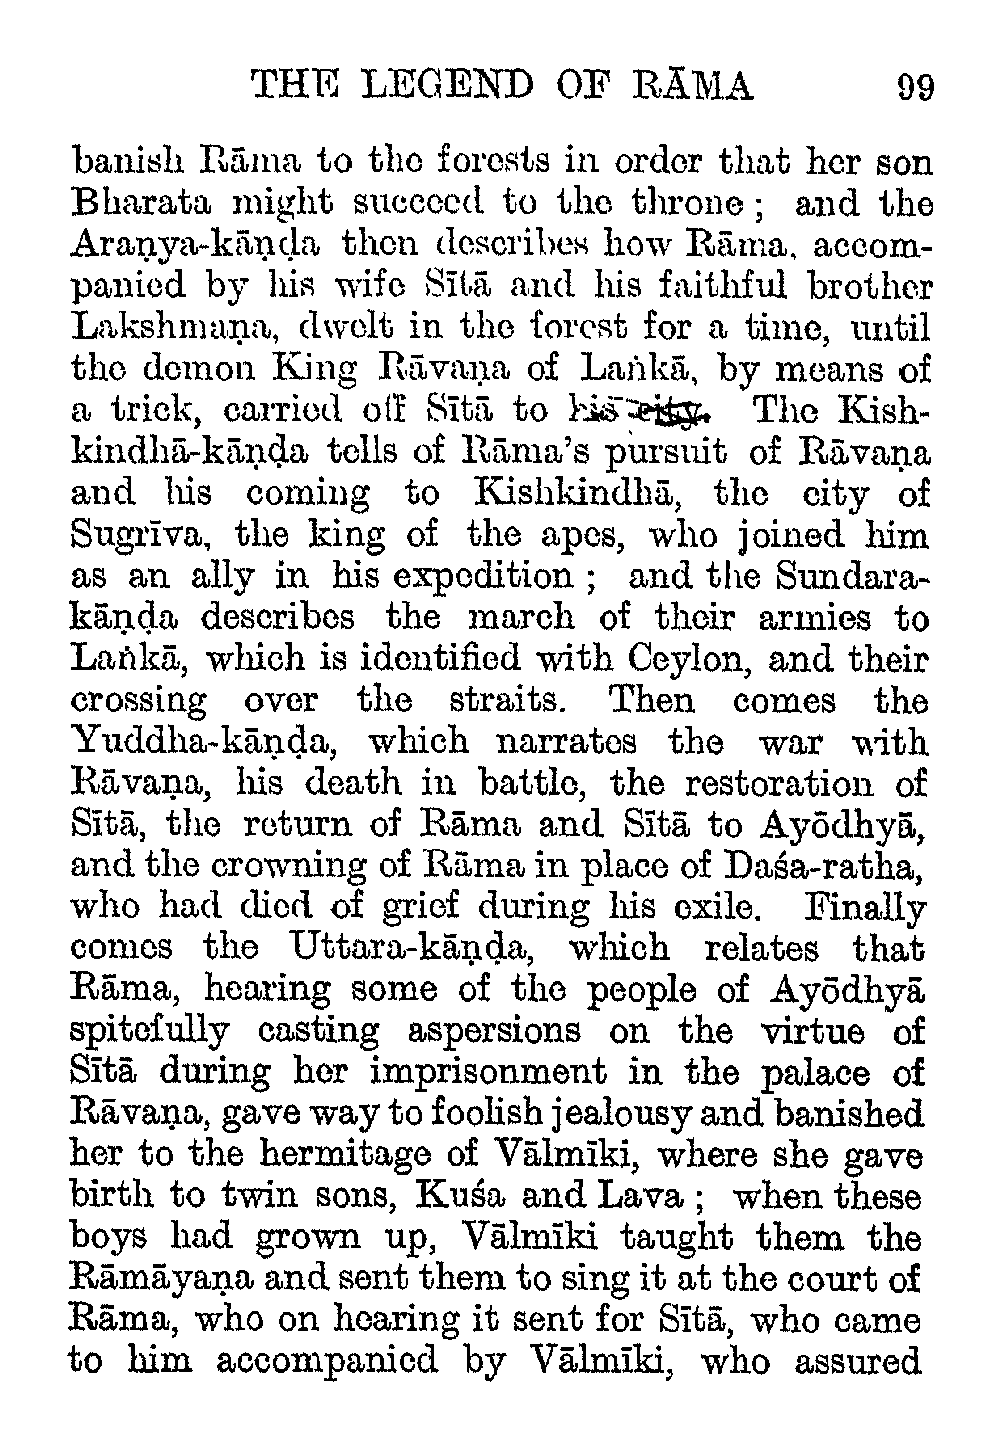 THE LEGEND OF RĀMA 99
banish Rāma to the forests in order that her son
Bharata might succeed to the throne ; and the
Araṇya-kāṇḍa then describes how Rāma, accom-
panied by his wife Sītā and his faithful brother
Lakshmaṇa, dwelt in the forest for a time, until
the demon King Rāvaṇa of Laṅkā, by means of
a trick, carried off Sītā to his city. The Kish-
kindhā-kāṇḍa tells of Rāma's pursuit of Rāvaṇa
and his coming to Kishkindhā, the city of
Sugrīva, the king of the apes, who joined him
as an ally in his expedition ; and the Sundara-
kāṇḍa describes the march of their armies to
Laṅkā, which is identified with Ceylon, and their
crossing over the straits. Then comes the
Yuddha-kāṇḍa, which narrates the war with
Rāvaṇa, his death in battle, the restoration of
Sītā, the return of Rāma and Sītā to Ayōdhyā,
and the crowning of Rāma in place of Daśa-ratha,
who had died of grief during his exile. Finally
comes the Uttara-kāṇḍa, which relates that
Rāma, hearing some of the people of Ayōdhyā
spitefully casting aspersions on the virtue of
Sītā during her imprisonment in the palace of
Rāvaṇa, gave way to foolish jealousy and banished
her to the hermitage of Vālmīki, where she gave
birth to twin sons, Kuśa and Lava ; when these
boys had grown up, Vālmīki taught them the
Rāmāyaṇa and sent them to sing it at the court of
Rāma, who on hearing it sent for Sītā, who came
to him accompanied by Vālmīki, who assured